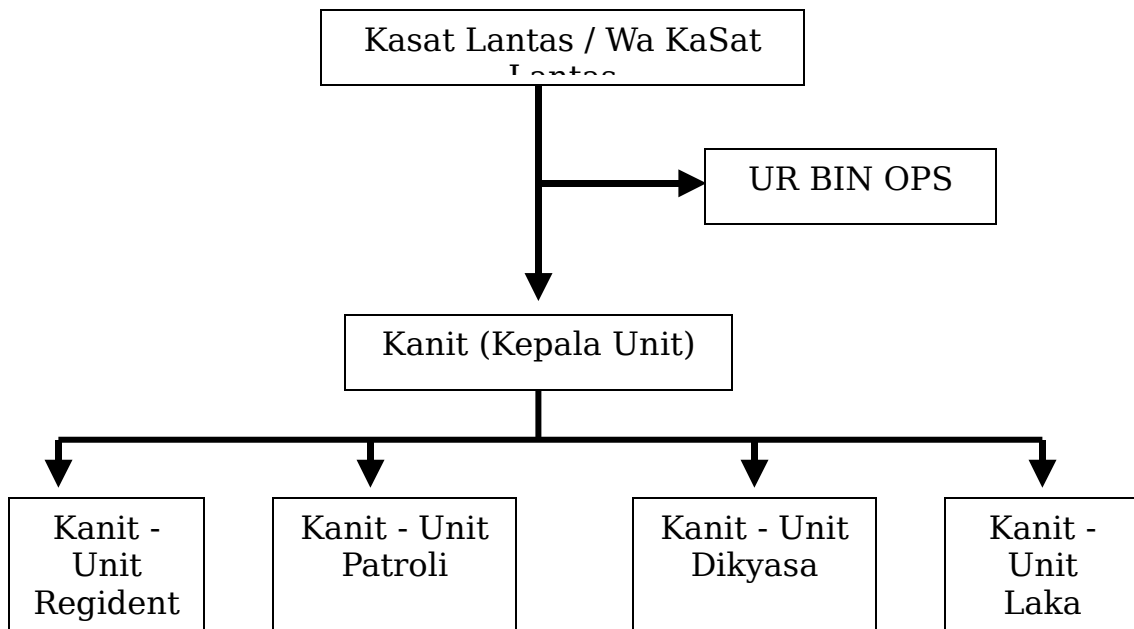 Kasat Lantas / Wa KaSat
Lantas
UR BIN OPS
Kanit (Kepala Unit)
Kanit -
Unit
Regident
Kanit - Unit
Patroli
Kanit - Unit
Dikyasa
Kanit -
Unit
Laka